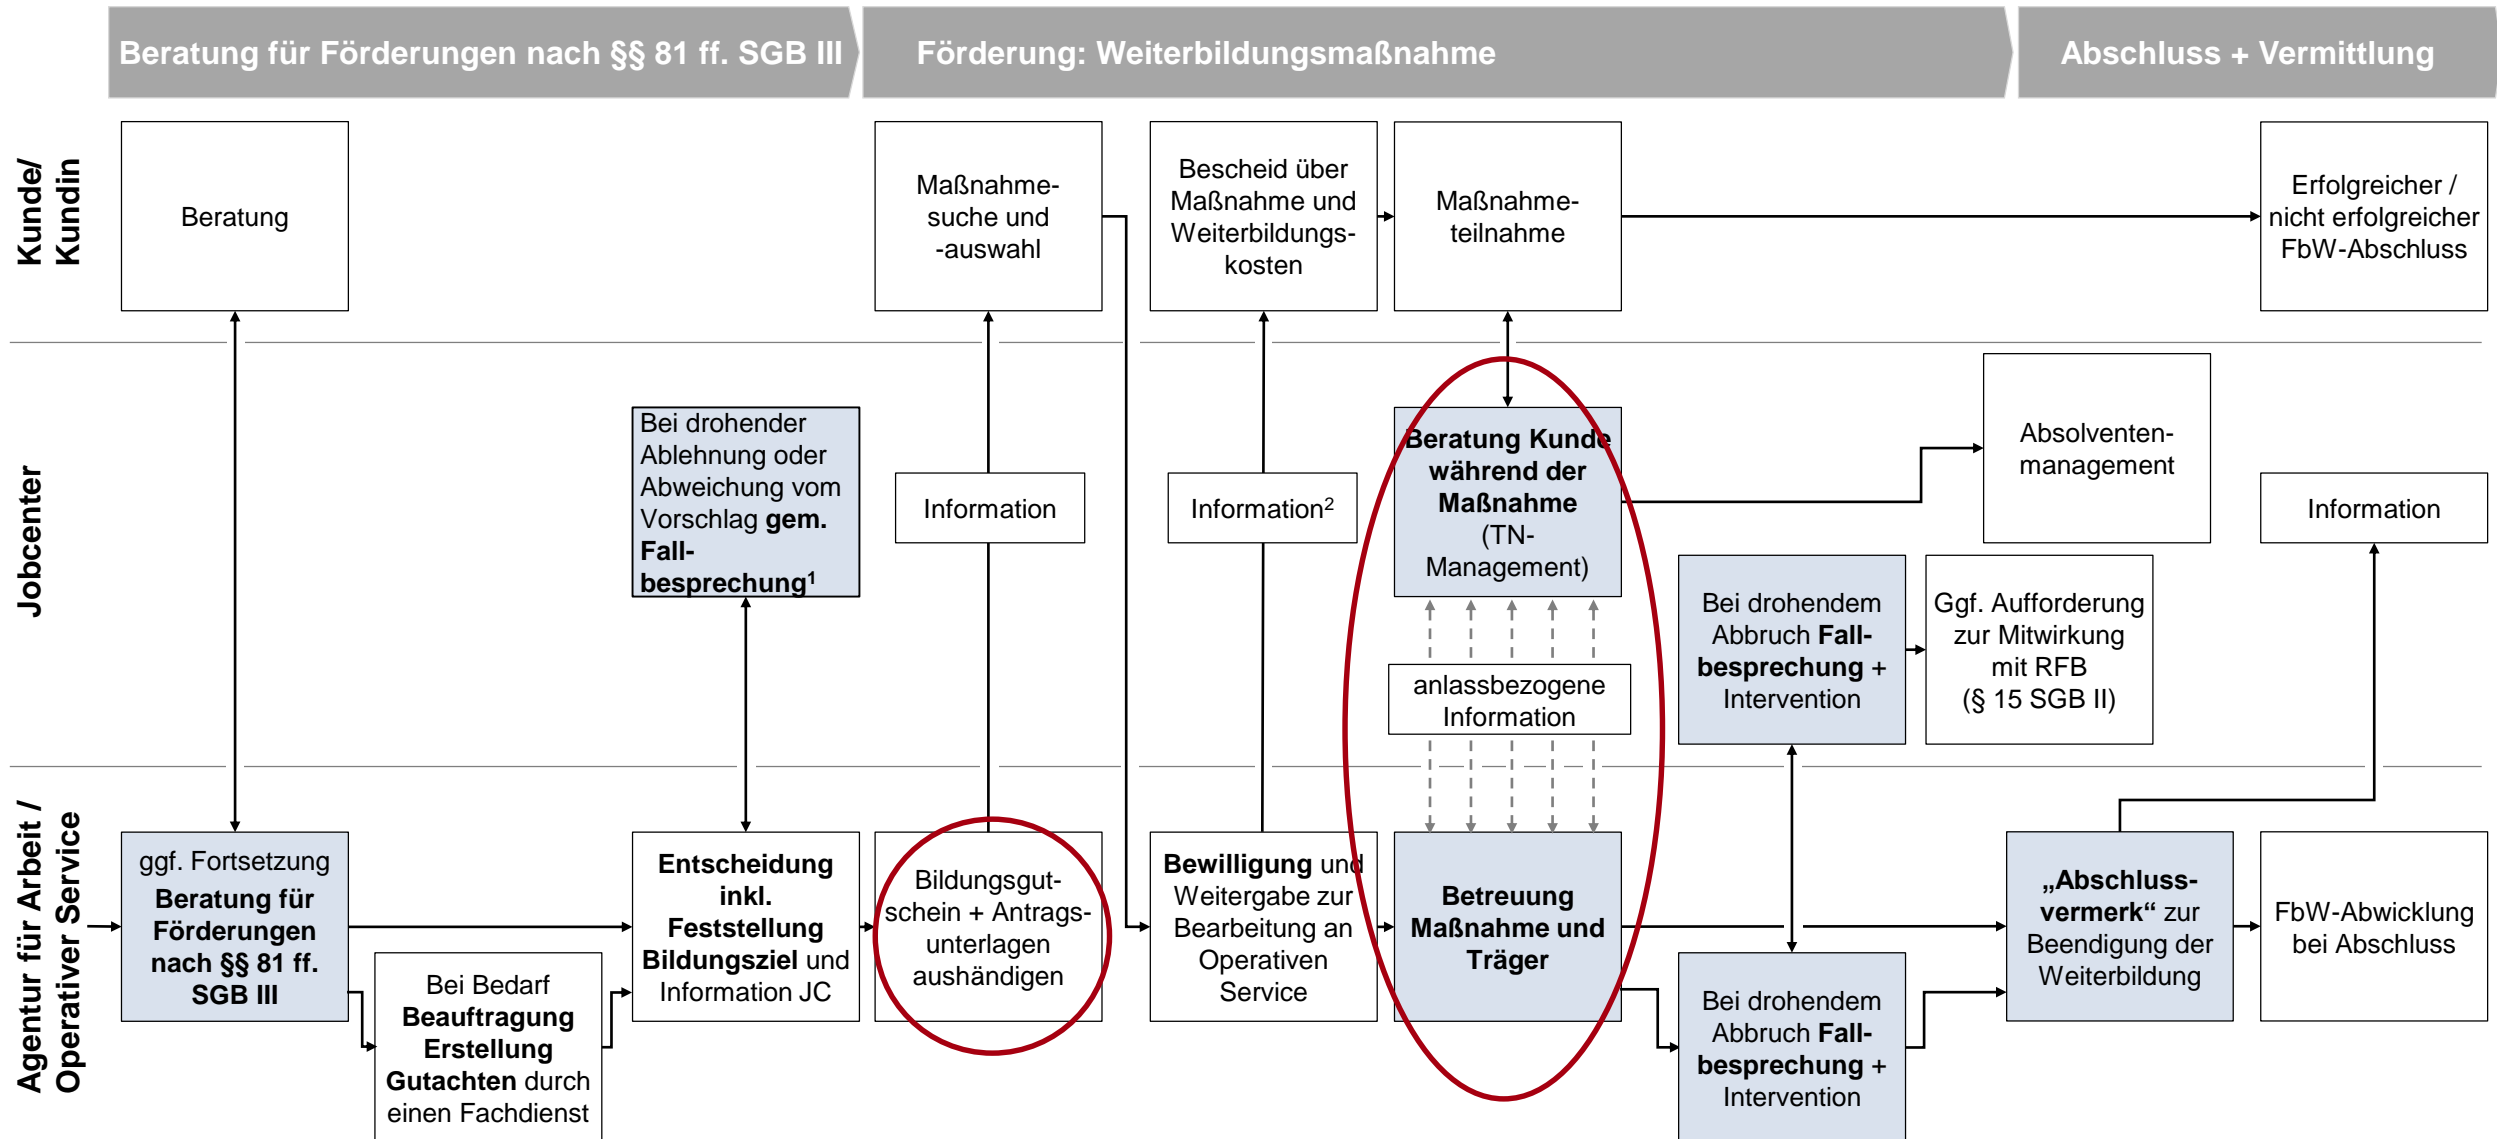 Beratung für Förderungen nach §§ 81 ff. SGB III
Förderung: Weiterbildungsmaßnahme
Abschluss + Vermittlung
Kunde/
Kundin
Beratung
Maßnahme-
suche und
-auswahl
Bescheid über
Maßnahme und
Weiterbildungs-
kosten
Maßnahme-
teilnahme
Erfolgreicher /
nicht erfolgreicher
FbW-Abschluss
Jobcenter
Bei drohender
Ablehnung oder
Abweichung vom
Vorschlag gem.
Fall-
besprechung¹
Information
Information²
Beratung Kunde
während der
Maßnahme
(TN-
Management)
anlassbezogene
Information
Bei drohendem
Abbruch Fall-
besprechung +
Intervention
Ggf. Aufforderung
zur Mitwirkung
mit RFB
(§ 15 SGB II)
Absolventen-
management
Information
Agentur für Arbeit /
Operativer Service
ggf. Fortsetzung
Beratung für
Förderungen
nach §§ 81 ff.
SGB III
Bei Bedarf
Beauftragung
Erstellung
Gutachten durch
einen Fachdienst
Entscheidung
inkl.
Feststellung
Bildungsziel und
Information JC
Bildungsgut-
schein + Antrags-
unterlagen
aushändigen
Bewilligung und
Weitergabe zur
Bearbeitung an
Operativen
Service
Betreuung
Maßnahme und
Träger
Bei drohendem
Abbruch Fall-
besprechung +
Intervention
„Abschluss-
vermerk“ zur
Beendigung der
Weiterbildung
FbW-Abwicklung
bei Abschluss